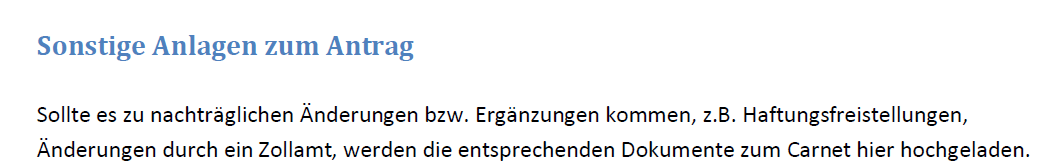 Sonstige Anlagen zum Antrag
Sollte es zu nachträglichen Änderungen bzw. Ergänzungen kommen, z.B. Haftungsfreistellungen,
Änderungen durch ein Zollamt, werden die entsprechenden Dokumente zum Carnet hier hochgeladen.